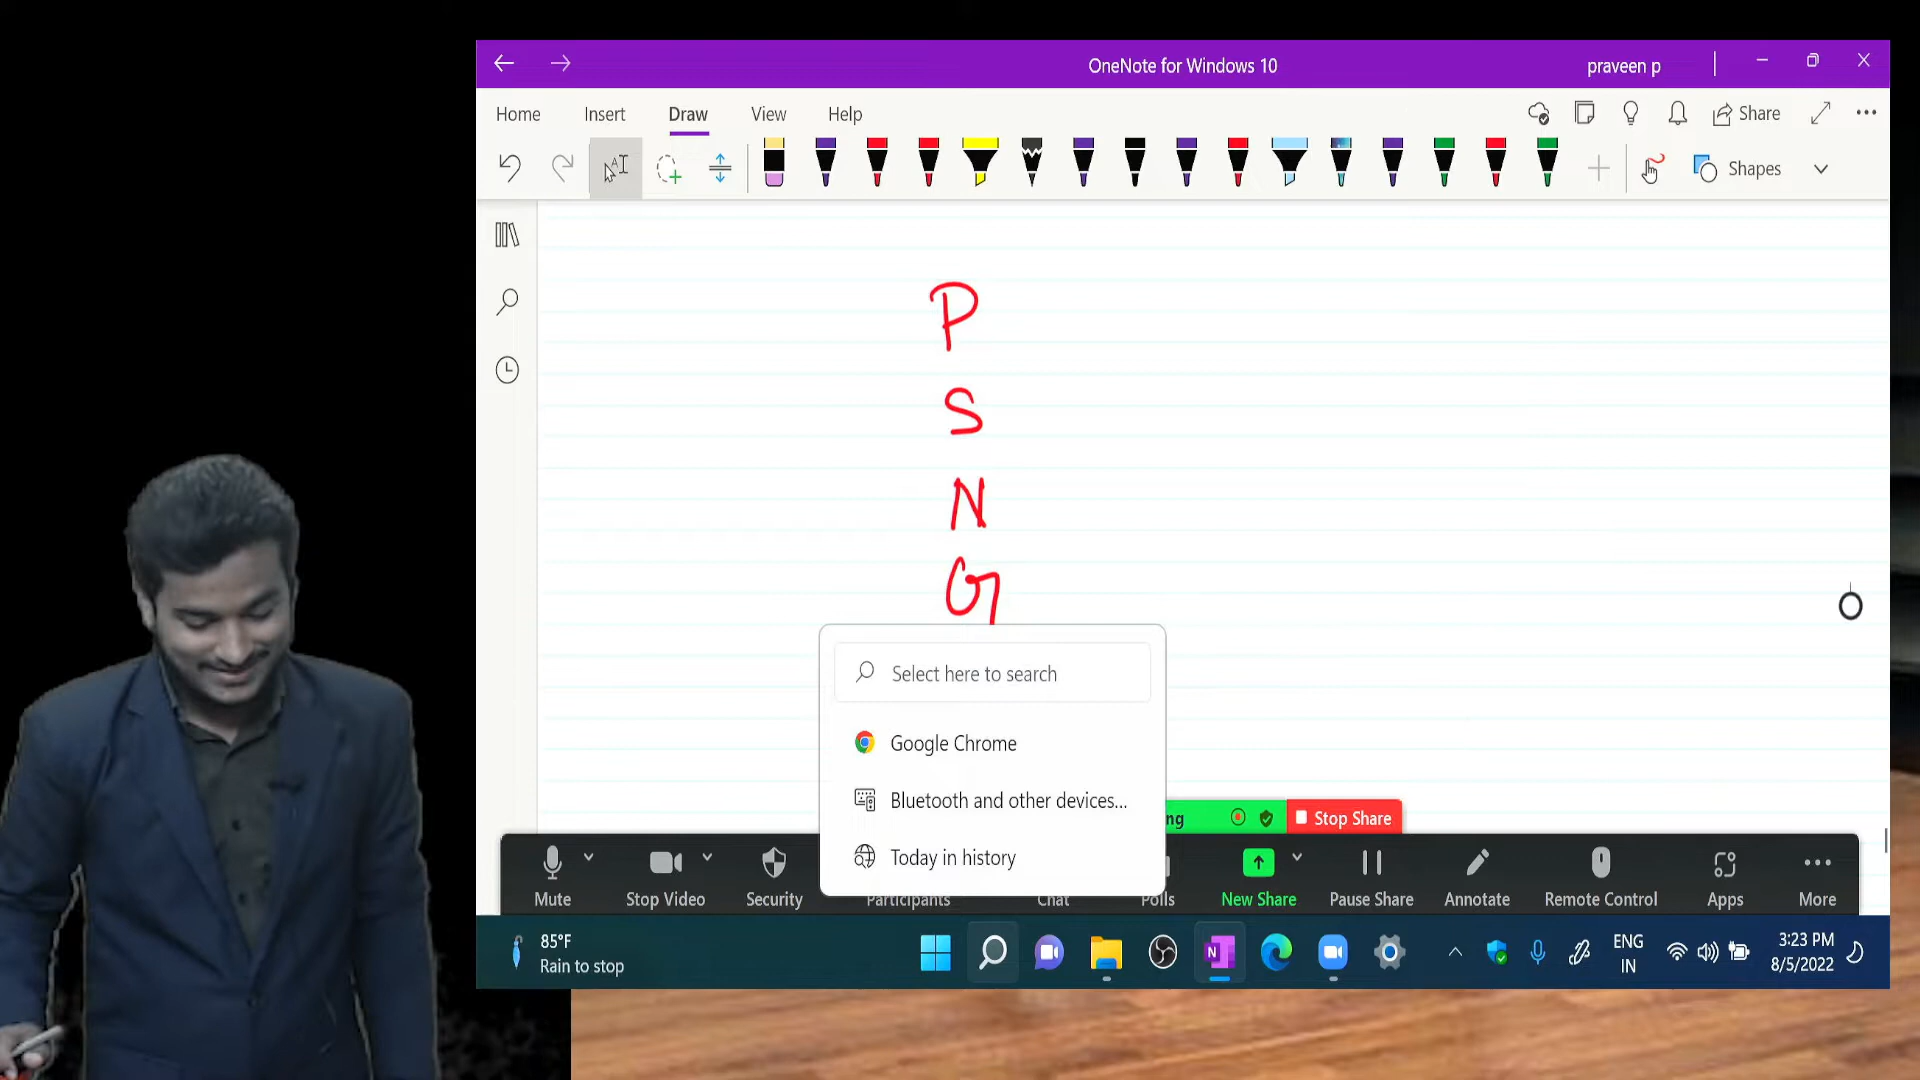 OneNote for Windows 10
praveen p
Home Insert Draw View Help
Share
Shapes
P
S
N
G
Select here to search
Google Chrome
Bluetooth and other devices...
Today in history
ng
Stop Share
Mute
Stop Video
Security
Participants
Chat
Polls
New Share
Pause Share
Annotate
Remote Control
Apps
More
85°F
Rain to stop
ENG
IN
3:23 PM
8/5/2022